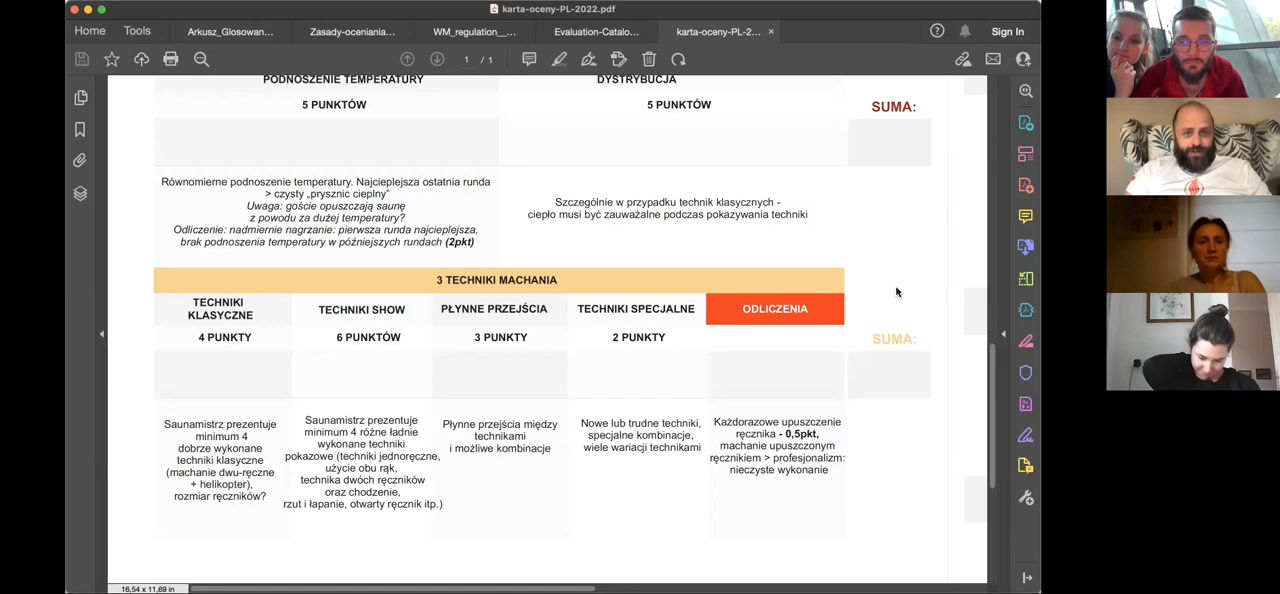 karta-oceny-PL-2022.pdf
Home Tools Arkusz_Glosowan... Zasady-oceniania... WM_regulation__... Evaluation-Catalo... karta-oceny-PL-2... × Sign In
1 / 1
PODNOSZENIE TEMPERATURY DYSTRYBUCJA
5 PUNKTÓW 5 PUNKTÓW SUMA:
Równomierne podnoszenie temperatury. Najcieplejsza ostatnia runda
> czysty „prysznic cieplny”
Uwaga: goście opuszczają saunę
z powodu za dużej temperatury?
Odliczenie: nadmiernie nagrzanie: pierwsza runda najcieplejsza,
brak podnoszenia temperatury w późniejszych rundach (2pkt)
Szczególnie w przypadku technik klasycznych -
ciepło musi być zauważalne podczas pokazywania techniki
3 TECHNIKI MACHANIA
TECHNIKI
KLASYCZNE
TECHNIKI SHOW
PŁYNNE PRZEJŚCIA
TECHNIKI SPECJALNE
ODLICZENIA
4 PUNKTY 6 PUNKTÓW 3 PUNKTY 2 PUNKTY SUMA:
Saunamistrz prezentuje
minimum 4
dobrze wykonane
techniki klasyczne
(machanie dwu-ręczne
+ helikopter),
rozmiar ręczników?
Saunamistrz prezentuje
minimum 4 różne ładnie
wykonane techniki
pokazowe (techniki jednoręczne,
użycie obu rąk,
technika dwóch ręczników
oraz chodzenie,
rzut i łapanie, otwarty ręcznik itp.)
Płynne przejścia między
technikami
i możliwe kombinacje
Nowe lub trudne techniki,
specjalne kombinacje,
wiele wariacji technikami
Każdorazowe upuszczenie
ręcznika - 0,5pkt,
machanie upuszczonym
ręcznikiem > profesjonalizm:
nieczyste wykonanie
16,54 x 11,69 in